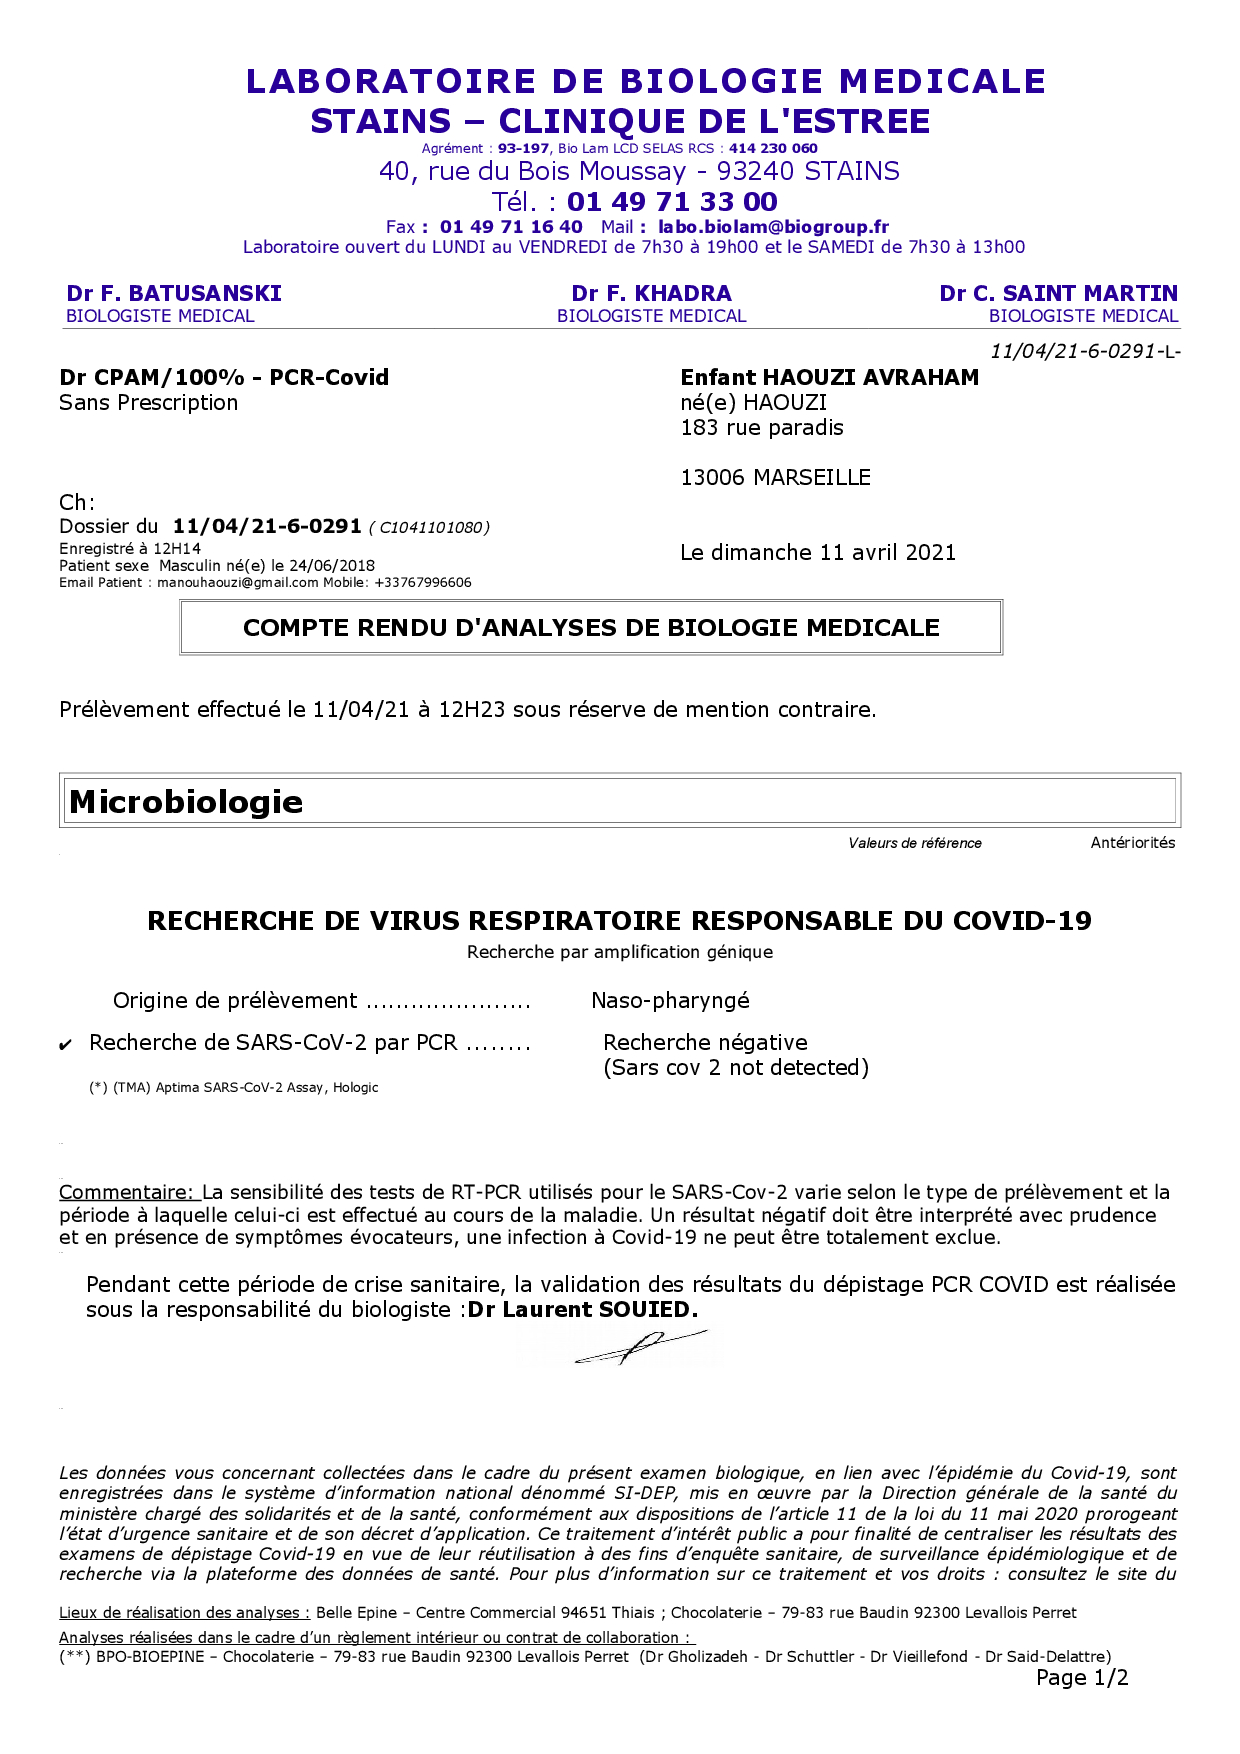 LABORATOIRE DE BIOLOGIE MEDICALE
STAINS – CLINIQUE DE L'ESTREE
Agrément : 93-197, Bio Lam LCD SELAS RCS : 414 230 060
40, rue du Bois Moussay - 93240 STAINS
Tél. : 01 49 71 33 00
Fax : 01 49 71 16 40 Mail : labo.biolam@biogroup.fr
Laboratoire ouvert du LUNDI au VENDREDI de 7h30 à 19h00 et le SAMEDI de 7h30 à 13h00
Dr F. BATUSANSKI Dr F. KHADRA Dr C. SAINT MARTIN
BIOLOGISTE MEDICAL BIOLOGISTE MEDICAL BIOLOGISTE MEDICAL
11/04/21-6-0291-L-
Dr CPAM/100% - PCR-Covid
Sans Prescription
Enfant HAOUZI AVRAHAM
né(e) HAOUZI
183 rue paradis
13006 MARSEILLE
Ch:
Dossier du 11/04/21-6-0291 ( C1041101080)
Enregistré à 12H14
Patient sexe Masculin né(e) le 24/06/2018
Email Patient : manouhaouzi@gmail.com Mobile: +33767996606
Le dimanche 11 avril 2021
COMPTE RENDU D'ANALYSES DE BIOLOGIE MEDICALE
Prélèvement effectué le 11/04/21 à 12H23 sous réserve de mention contraire.
Microbiologie
Valeurs de référence Antériorités
RECHERCHE DE VIRUS RESPIRATOIRE RESPONSABLE DU COVID-19
Recherche par amplification génique
Origine de prélèvement ...................... Naso-pharyngé
✔ Recherche de SARS-CoV-2 par PCR ........ Recherche négative
(Sars cov 2 not detected)
(*) (TMA) Aptima SARS-CoV-2 Assay, Hologic
Commentaire: La sensibilité des tests de RT-PCR utilisés pour le SARS-Cov-2 varie selon le type de prélèvement et la
période à laquelle celui-ci est effectué au cours de la maladie. Un résultat négatif doit être interprété avec prudence
et en présence de symptômes évocateurs, une infection à Covid-19 ne peut être totalement exclue.
Pendant cette période de crise sanitaire, la validation des résultats du dépistage PCR COVID est réalisée
sous la responsabilité du biologiste :Dr Laurent SOUIED.
Les données vous concernant collectées dans le cadre du présent examen biologique, en lien avec l’épidémie du Covid-19, sont
enregistrées dans le système d’information national dénommé SI-DEP, mis en œuvre par la Direction générale de la santé du
ministère chargé des solidarités et de la santé, conformément aux dispositions de l’article 11 de la loi du 11 mai 2020 prorogeant
l’état d’urgence sanitaire et de son décret d’application. Ce traitement d’intérêt public a pour finalité de centraliser les résultats des
examens de dépistage Covid-19 en vue de leur réutilisation à des fins d’enquête sanitaire, de surveillance épidémiologique et de
recherche via la plateforme des données de santé. Pour plus d’information sur ce traitement et vos droits : consultez le site du
Lieux de réalisation des analyses : Belle Epine – Centre Commercial 94651 Thiais ; Chocolaterie – 79-83 rue Baudin 92300 Levallois Perret
Analyses réalisées dans le cadre d’un règlement intérieur ou contrat de collaboration :
(**) BPO-BIOEPINE – Chocolaterie – 79-83 rue Baudin 92300 Levallois Perret (Dr Gholizadeh - Dr Schuttler - Dr Vieillefond - Dr Said-Delattre)
Page 1/2